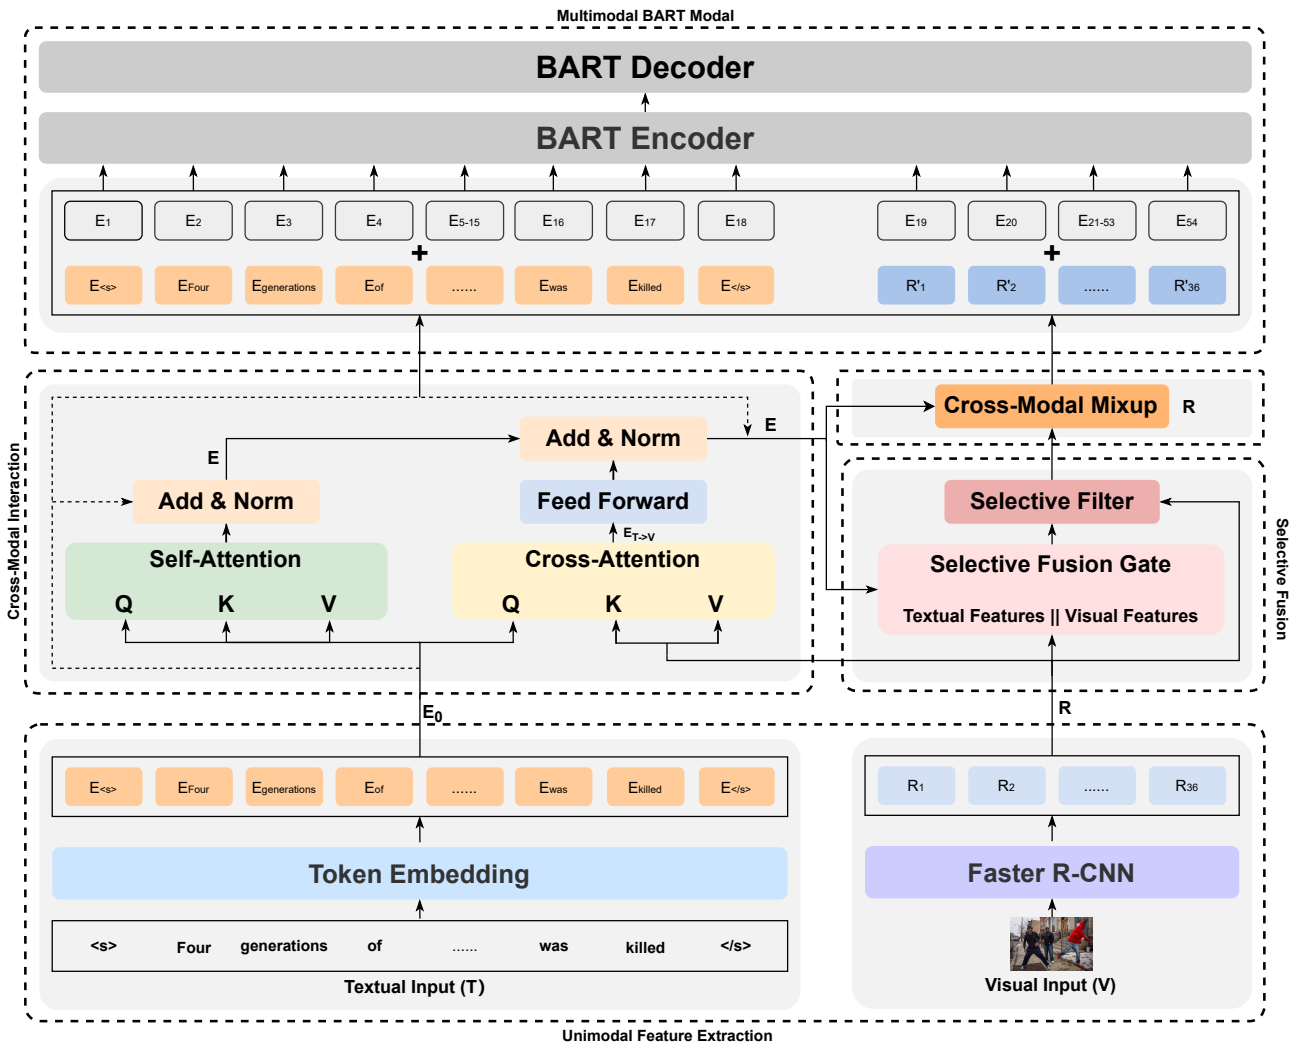 Multimodal BART Modal
BART Decoder
BART Encoder
E1 E2 E3 E4 E5-15 E16 E17 E18 E19 E20 E21-53 E54
+ +
E<s> EFour Egenerations Eof ...... Ewas Ekilled E</s> R'1 R'2 ...... R'36
Cross-Modal Interaction
Cross-Modal Mixup R
E
Add & Norm
E
Add & Norm
Feed Forward
ET->V
Selective Filter
Self-Attention
Q K V
Cross-Attention
Q K V
Selective Fusion Gate
Textual Features || Visual Features
Selective Fusion
E0
R
E<s> EFour Egenerations Eof ...... Ewas Ekilled E</s>
R1 R2 ...... R36
Token Embedding
Faster R-CNN
<s> Four generations of ...... was killed </s>
Textual Input (T)
Visual Input (V)
Unimodal Feature Extraction